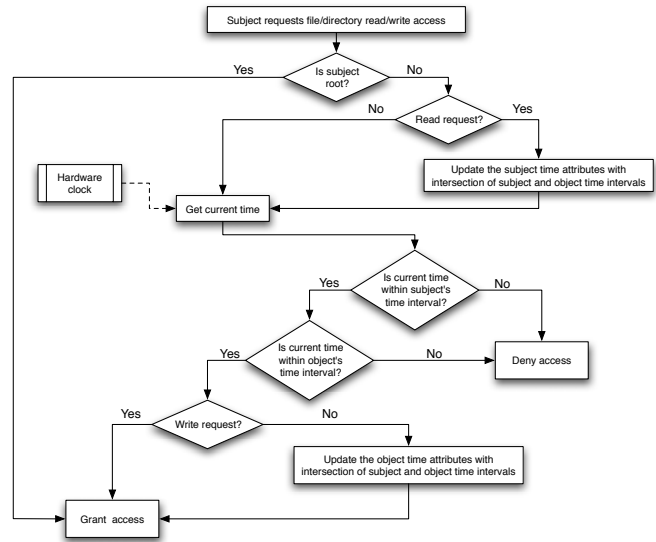 Subject requests file/directory read/write access
Yes
Is subject
root?
No
No
Read request?
Yes
Update the subject time attributes with
intersection of subject and object time intervals
Hardware
clock
Get current time
Yes
Is current time
within subject's
time interval?
No
Yes
Is current time
within object's
time interval?
No
Deny access
Yes
Write request?
No
Update the object time attributes with
intersection of subject and object time intervals
Grant access